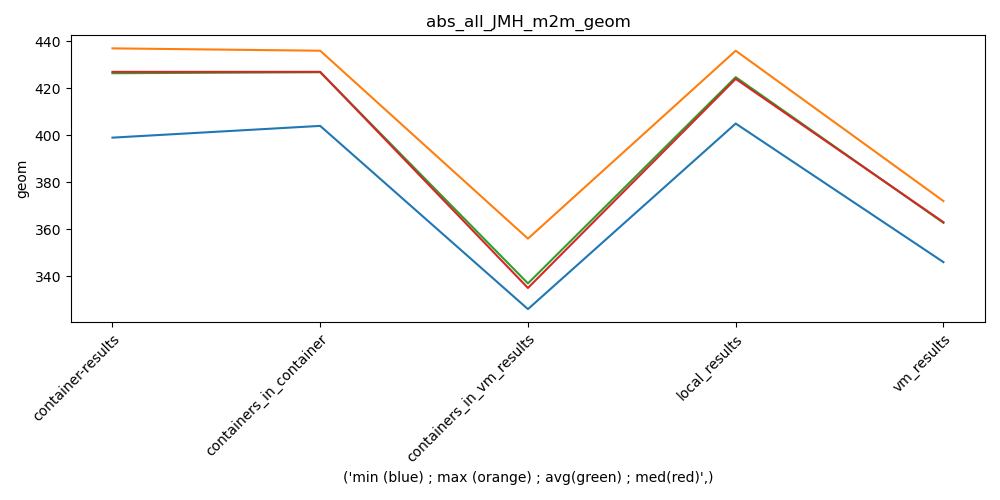 abs_all_JMH_m2m_geom
440
420
400
380
360
340
geom
container-results
containers_in_container
containers_in_vm_results
local_results
vm_results
('min (blue) ; max (orange) ; avg(green) ; med(red)',)